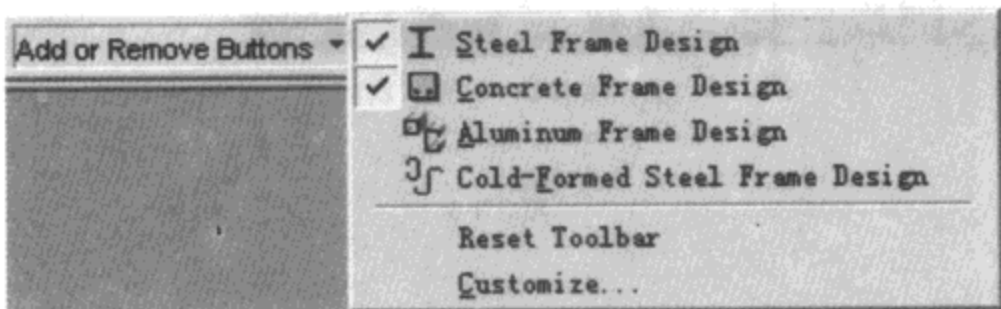 Add or Remove Buttons
Steel Frame Design
Concrete Frame Design
Aluminum Frame Design
Cold-Formed Steel Frame Design
Reset Toolbar
Customize...